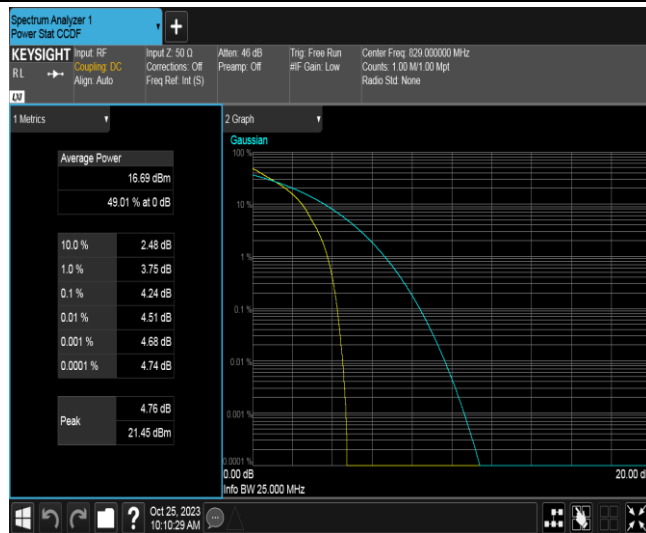 Spectrum Analyzer 1
Power Stat CCDF
KEYSIGHT
RL
Input: RF
Coupling: DC
Align: Auto
Input Z: 50 Ω
Corrections: Off
Freq Ref: Int (S)
Atten: 46 dB
Preamp: Off
Trig: Free Run
#IF Gain: Low
Center Freq: 829.000000 MHz
Counts: 1.00 M/1.00 Mpt
Radio Std: None
1 Metrics
Average Power
16.69 dBm
49.01 % at 0 dB
10.0 % 2.48 dB
1.0 % 3.75 dB
0.1 % 4.24 dB
0.01 % 4.51 dB
0.001 % 4.68 dB
0.0001 % 4.74 dB
Peak
4.76 dB
21.45 dBm
2 Graph
Gaussian
100 %
10 %
1 %
0.1 %
0.01 %
0.001 %
0.0001 %
0.00 dB
20.00 d
Info BW 25.000 MHz
Oct 25, 2023
10:10:29 AM